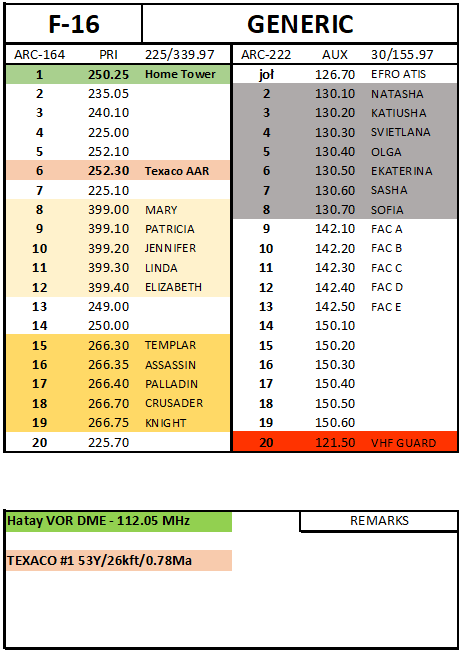 F-16 GENERIC
ARC-164 PRI 225/339.97 ARC-222 AUX 30/155.97
1 250.25 Home Tower joł 126.70 EFRO ATIS
2 235.05 2 130.10 NATASHA
3 240.10 3 130.20 KATIUSHA
4 225.00 4 130.30 SVIETLANA
5 252.10 5 130.40 OLGA
6 252.30 Texaco AAR 6 130.50 EKATERINA
7 225.10 7 130.60 SASHA
8 399.00 MARY 8 130.70 SOFIA
9 399.10 PATRICIA 9 142.10 FAC A
10 399.20 JENNIFER 10 142.20 FAC B
11 399.30 LINDA 11 142.30 FAC C
12 399.40 ELIZABETH 12 142.40 FAC D
13 249.00 13 142.50 FAC E
14 250.00 14 150.10
15 266.30 TEMPLAR 15 150.20
16 266.35 ASSASSIN 16 150.30
17 266.40 PALLADIN 17 150.40
18 266.70 CRUSADER 18 150.50
19 266.75 KNIGHT 19 150.60
20 225.70 20 121.50 VHF GUARD
Hatay VOR DME - 112.05 MHz REMARKS
TEXACO #1 53Y/26kft/0.78Ma